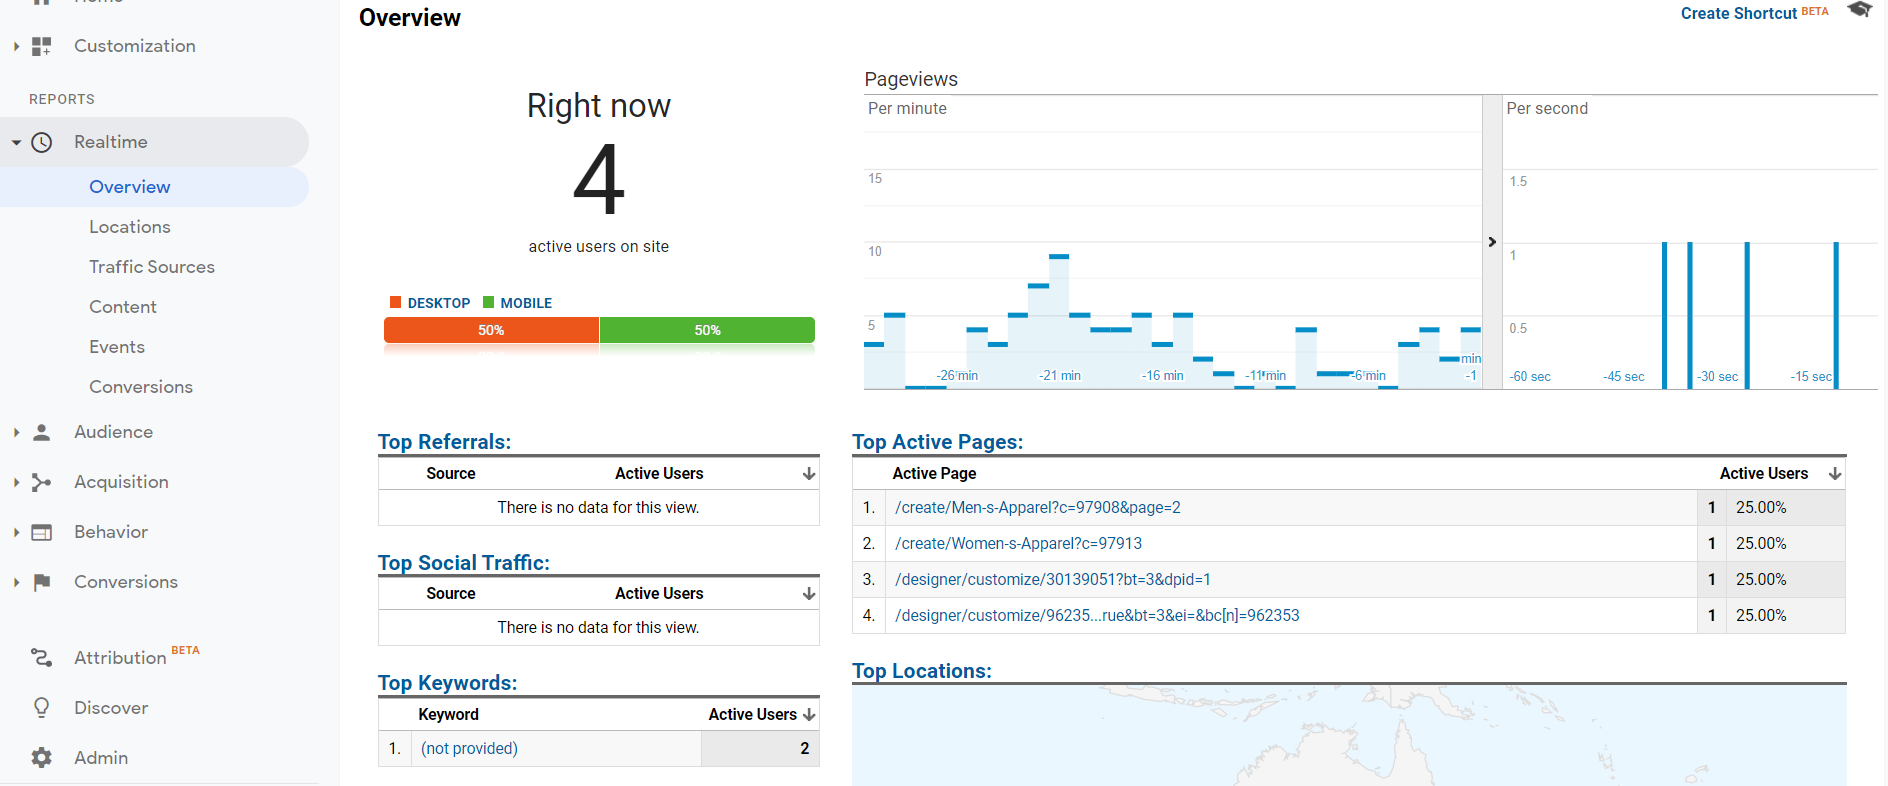 Home
Customization
REPORTS
Realtime
Overview
Locations
Traffic Sources
Content
Events
Conversions
Audience
Acquisition
Behavior
Conversions
Attribution BETA
Discover
Admin
Overview
Create Shortcut BETA
Right now
4
active users on site
DESKTOP MOBILE
50% 50%
Pageviews
Per minute
15
10
5
-26 min -21 min -16 min -11 min -6 min -1
min
Per second
1.5
1
0.5
-60 sec -45 sec -30 sec -15 sec
Top Referrals:
Source Active Users
There is no data for this view.
Top Social Traffic:
Source Active Users
There is no data for this view.
Top Keywords:
Keyword Active Users
1. (not provided) 2
Top Active Pages:
Active Page Active Users
1. /create/Men-s-Apparel?c=97908&page=2 1 25.00%
2. /create/Women-s-Apparel?c=97913 1 25.00%
3. /designer/customize/30139051?bt=3&dpid=1 1 25.00%
4. /designer/customize/96235...rue&bt=3&ei=&bc[n]=962353 1 25.00%
Top Locations: